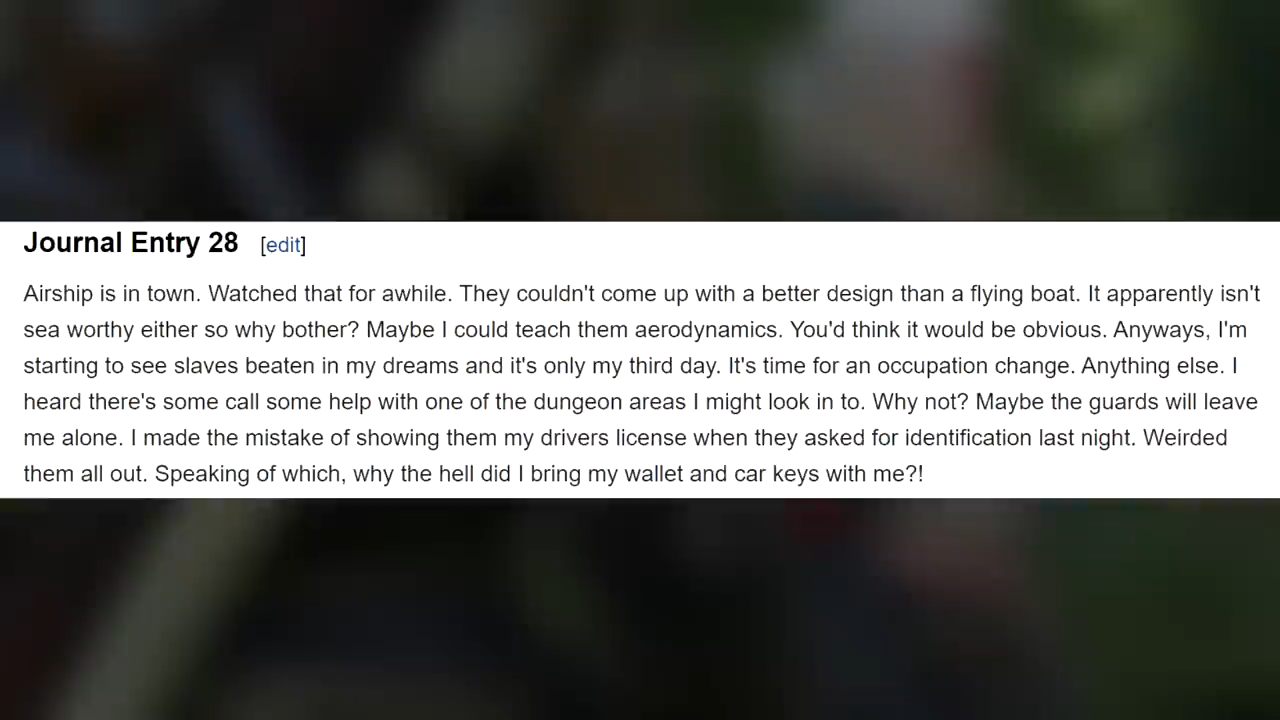 Journal Entry 28 [edit]
Airship is in town. Watched that for awhile. They couldn't come up with a better design than a flying boat. It apparently isn't
sea worthy either so why bother? Maybe I could teach them aerodynamics. You'd think it would be obvious. Anyways, I'm
starting to see slaves beaten in my dreams and it's only my third day. It's time for an occupation change. Anything else. I
heard there's some call some help with one of the dungeon areas I might look in to. Why not? Maybe the guards will leave
me alone. I made the mistake of showing them my drivers license when they asked for identification last night. Weirded
them all out. Speaking of which, why the hell did I bring my wallet and car keys with me?!